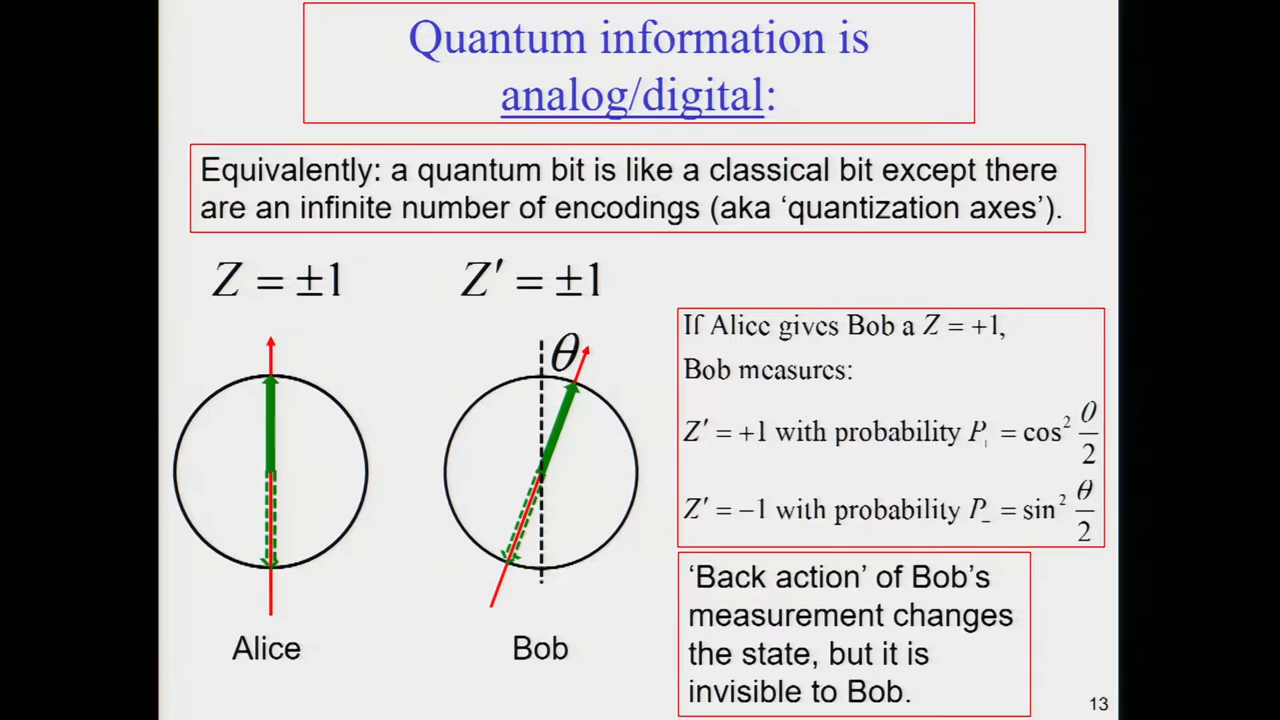 Quantum information is
analog/digital:
Equivalently: a quantum bit is like a classical bit except there
are an infinite number of encodings (aka ‘quantization axes’).
Z = ±1
Z′ = ±1
θ
If Alice gives Bob a Z = +1,
Bob measures:
Z′ = +1 with probability P₊ = cos² θ/2
Z′ = −1 with probability P₋ = sin² θ/2
‘Back action’ of Bob’s
measurement changes
the state, but it is
invisible to Bob.
Alice
Bob
13